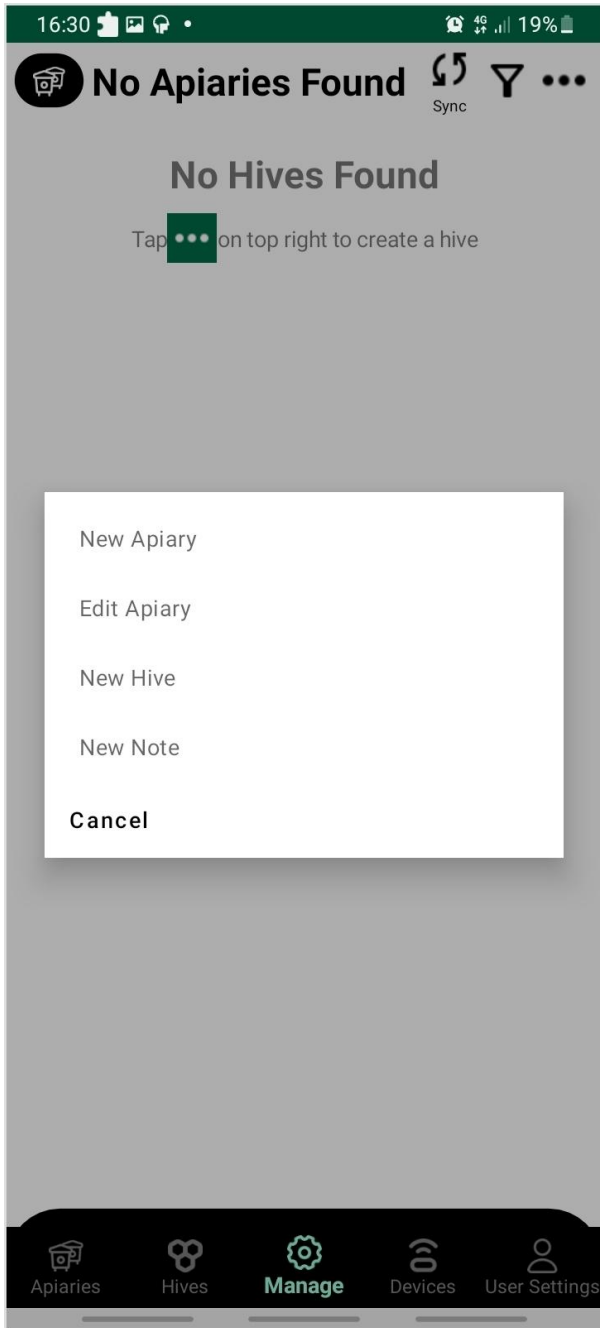 16:30 4G 19%
No Apiaries Found
Sync
No Hives Found
Tap ••• on top right to create a hive
New Apiary
Edit Apiary
New Hive
New Note
Cancel
Apiaries Hives Manage Devices User Settings